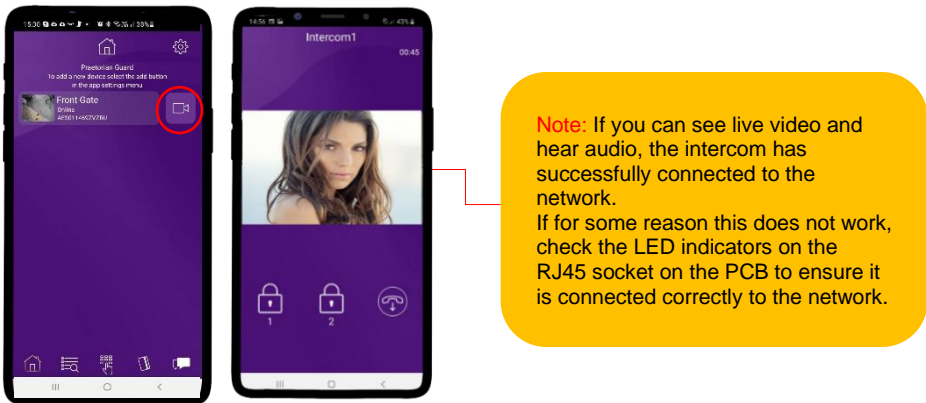 15:30
38%
Praetorian Guard
To add a new device select the add button
in the app settings menu
Front Gate
Online
14:56
43%
Intercom1
00:45
1
2
Note: If you can see live video and
hear audio, the intercom has
successfully connected to the
network.
If for some reason this does not work,
check the LED indicators on the
RJ45 socket on the PCB to ensure it
is connected correctly to the network.